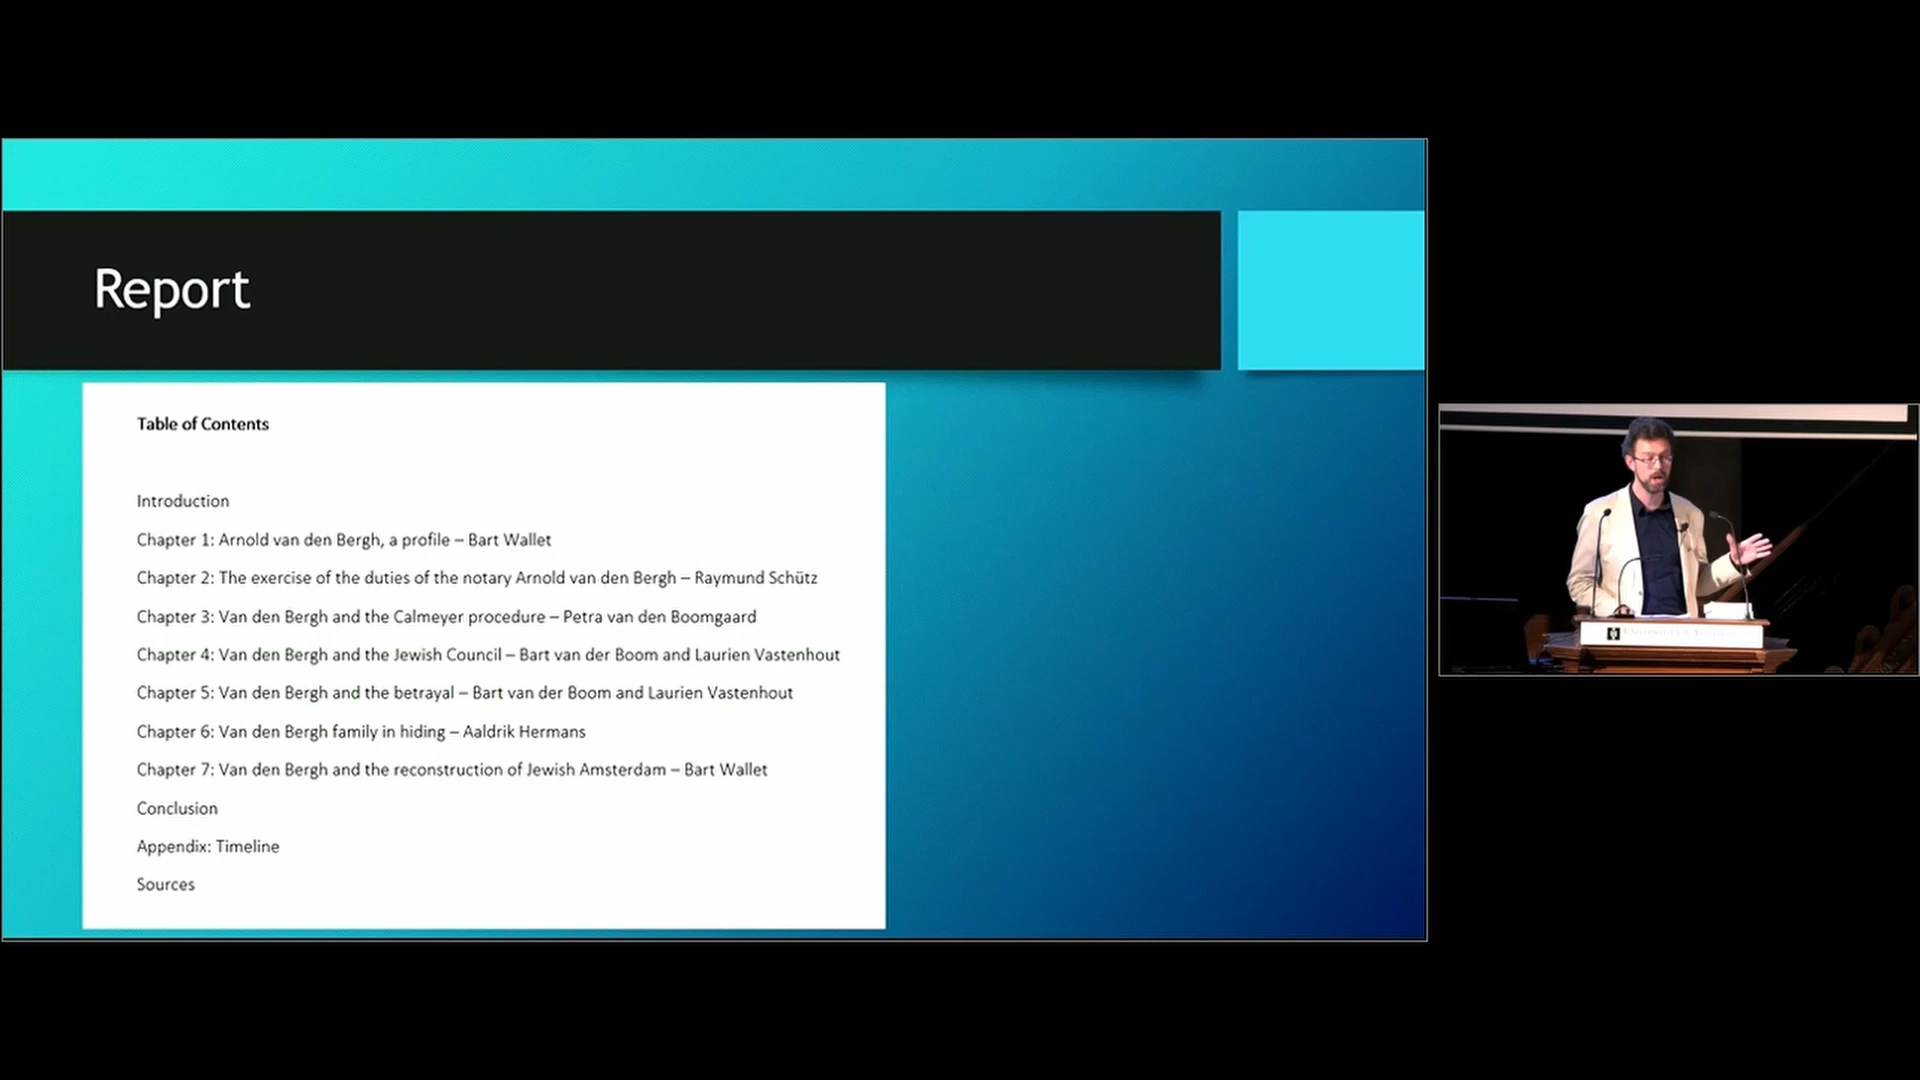 Report
Table of Contents
Introduction
Chapter 1: Arnold van den Bergh, a profile – Bart Wallet
Chapter 2: The exercise of the duties of the notary Arnold van den Bergh – Raymund Schütz
Chapter 3: Van den Bergh and the Calmeyer procedure – Petra van den Boomgaard
Chapter 4: Van den Bergh and the Jewish Council – Bart van der Boom and Laurien Vastenhout
Chapter 5: Van den Bergh and the betrayal – Bart van der Boom and Laurien Vastenhout
Chapter 6: Van den Bergh family in hiding – Aaldrik Hermans
Chapter 7: Van den Bergh and the reconstruction of Jewish Amsterdam – Bart Wallet
Conclusion
Appendix: Timeline
Sources